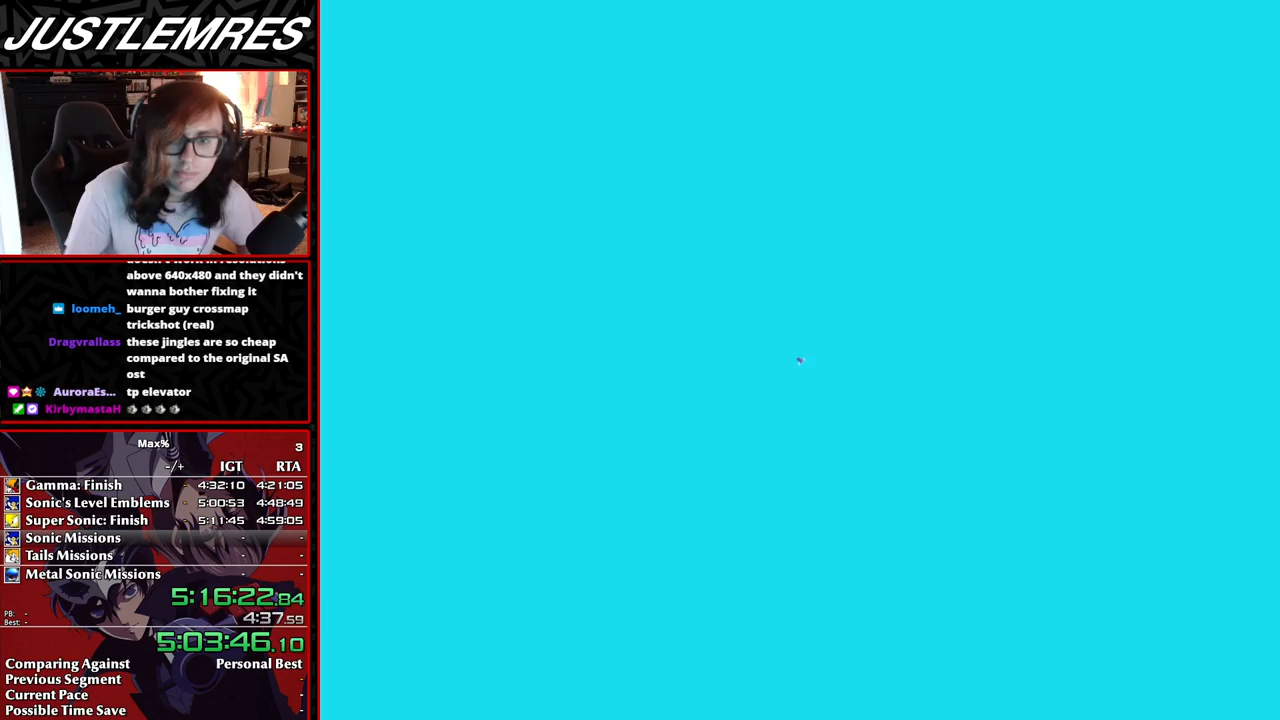 JUSTLEMRES
above 640x480 and they didn't
wanna bother fixing it
loomeh_ burger guy crossmap
trickshot (real)
Dragvrallass these jingles are so cheap
compared to the original SA
ost
AuroraEs... tp elevator
KirbymastaH
Max% 3
-/+ IGT RTA
Gamma: Finish - 4:32:10 4:21:05
Sonic's Level Emblems - 5:00:53 4:48:49
Super Sonic: Finish 5:11:45 4:59:05
Sonic Missions - -
Tails Missions - -
Metal Sonic Missions - -
5:16:22.84
PB: -
Best: -
4:37.59
5:03:46.10
Comparing Against Personal Best
Previous Segment -
Current Pace -
Possible Time Save -